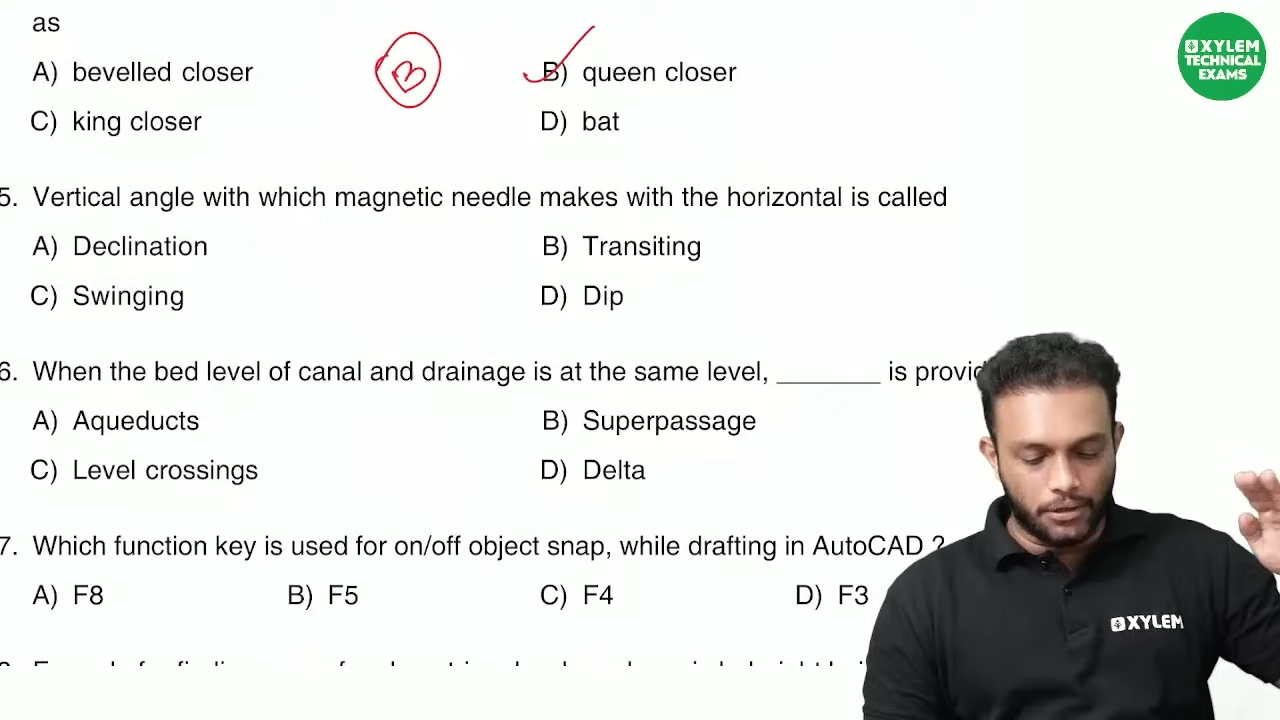 as
A) bevelled closer
B
B) queen closer
C) king closer
D) bat
5. Vertical angle with which magnetic needle makes with the horizontal is called
A) Declination
B) Transiting
C) Swinging
D) Dip
6. When the bed level of canal and drainage is at the same level, _______ is
A) Aqueducts
B) Superpassage
C) Level crossings
D) Delta
7. Which function key is used for on/off object snap, while drafting in AutoCAD ?
A) F8
B) F5
C) F4
D) F3
XYLEM
TECHNICAL
EXAMS
XYLEM